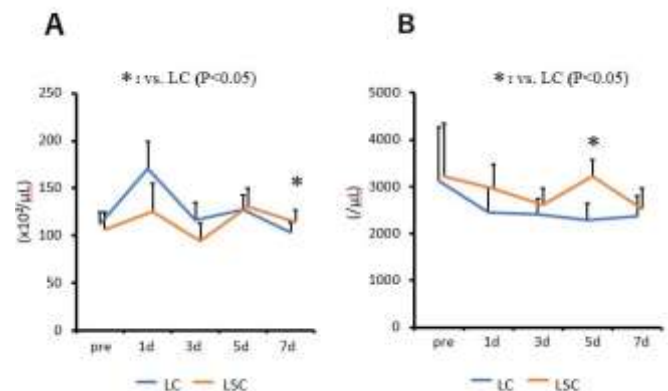 A
* : vs. LC (P<0.05)
250
200
150
100
50
0
(x10²/μL)
*
pre 1d 3d 5d 7d
LC LSC
B
* : vs. LC (P<0.05)
5000
4000
3000
2000
1000
0
(/μL)
*
pre 1d 3d 5d 7d
LC LSC